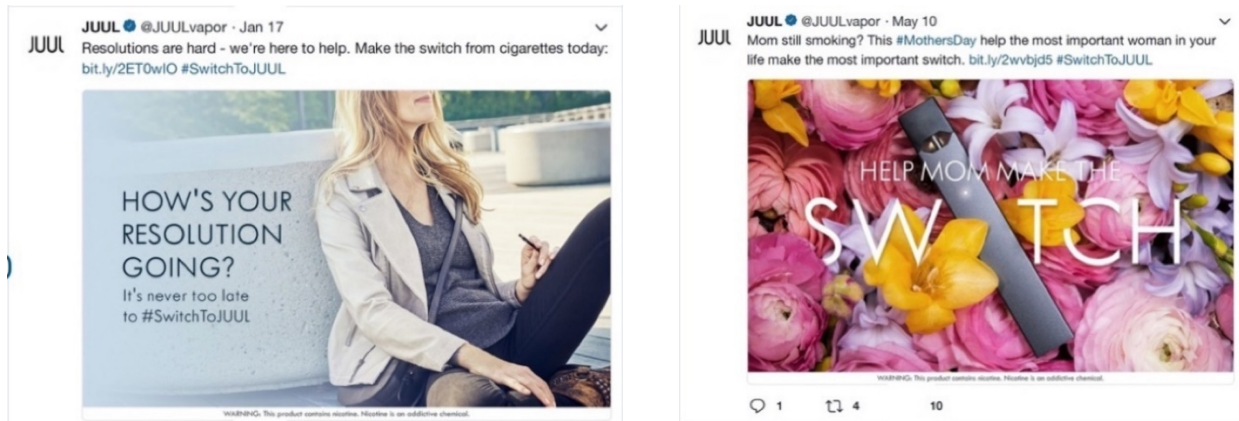 JUUL @JUULvapor · Jan 17
JUUL
Resolutions are hard - we're here to help. Make the switch from cigarettes today:
bit.ly/2ET0wIO #SwitchToJUUL
HOW'S YOUR
RESOLUTION
GOING?
It's never too late
to #SwitchToJUUL
WARNING: This product contains nicotine. Nicotine is an addictive chemical.
JUUL @JUULvapor · May 10
JUUL
Mom still smoking? This #MothersDay help the most important woman in your
life make the most important switch. bit.ly/2wvbjd5 #SwitchToJUUL
HELP MOM MAKE THE
SWITCH
WARNING: This product contains nicotine. Nicotine is an addictive chemical.
1 4 10